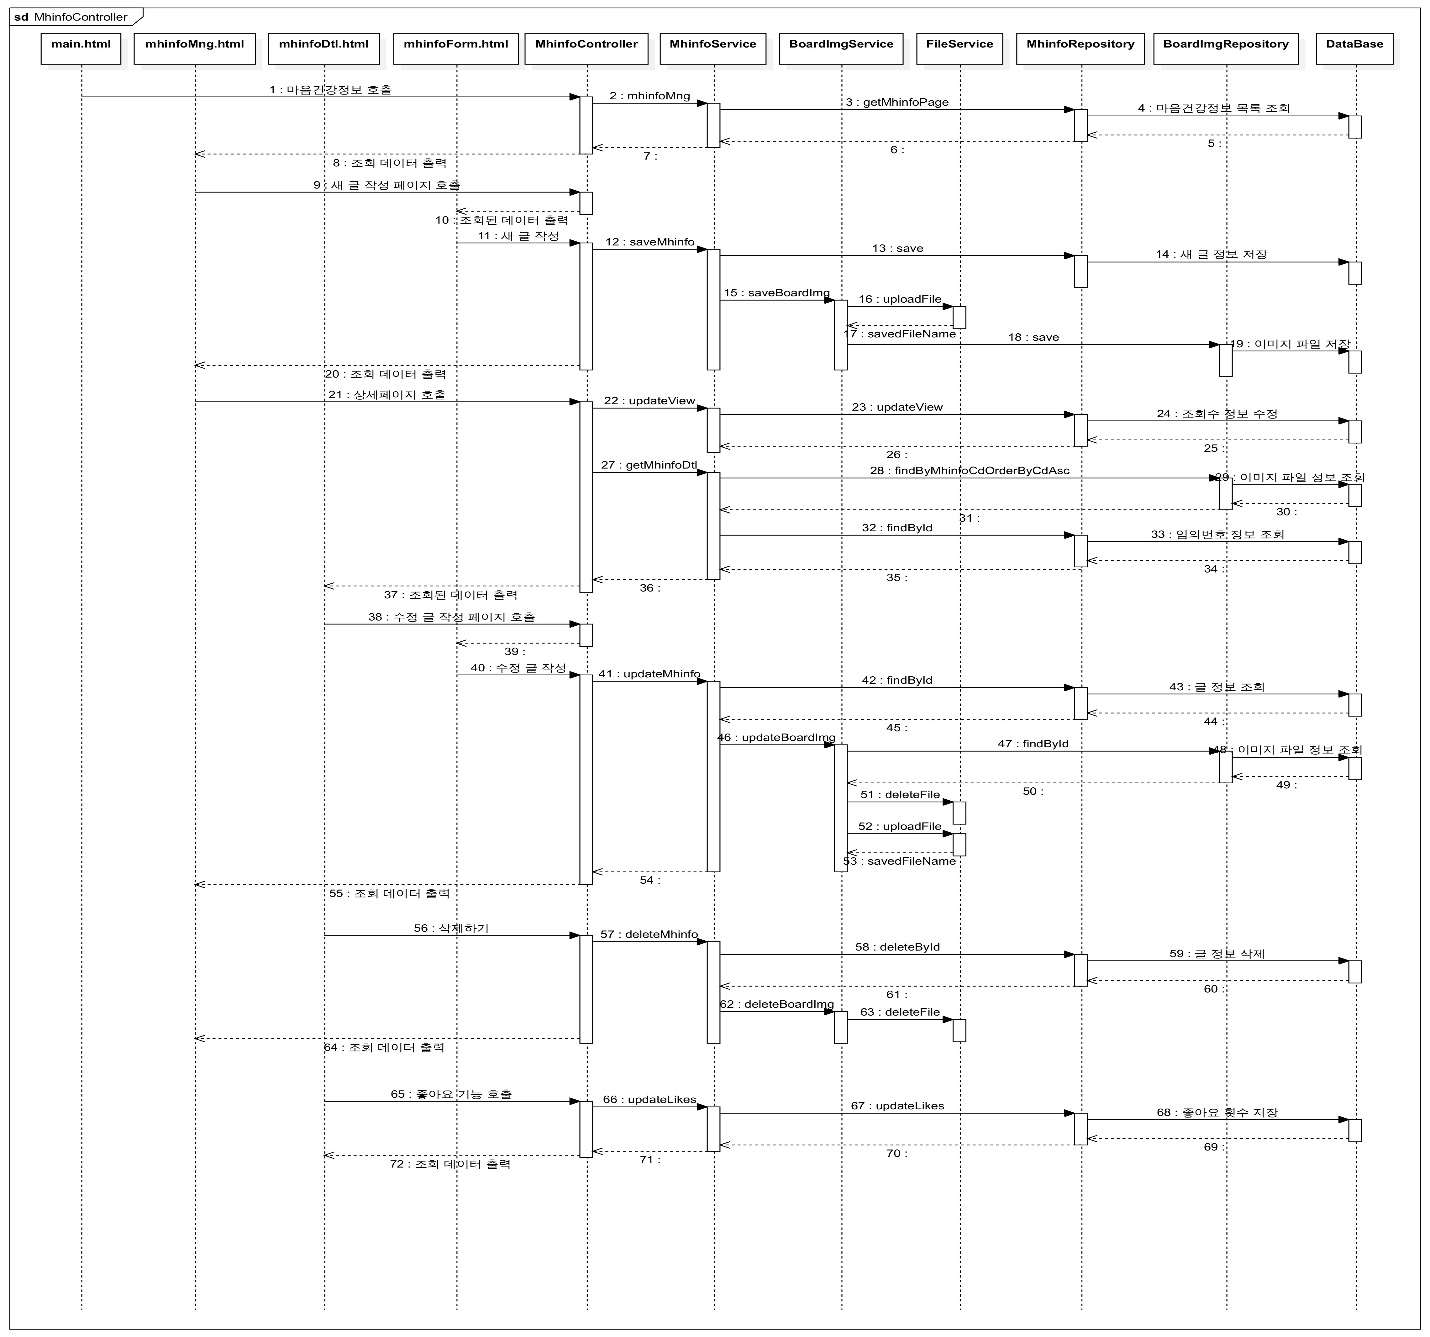 sd MhinfoController
main.html
mhinfoMng.html
mhinfoDtl.html
mhinfoForm.html
MhinfoController
MhinfoService
BoardImgService
FileService
MhinfoRepository
BoardImgRepository
DataBase
1 : 마음건강정보 호출
2 : mhinfoMng
3 : getMhinfoPage
4 : 마음건강정보 목록 조회
5 :
6 :
7 :
8 : 조회 데이터 출력
9 : 새 글 작성 페이지 호출
10 : 조회된 데이터 출력
11 : 새 글 작성
12 : saveMhinfo
13 : save
14 : 새 글 정보 저장
15 : saveBoardImg
16 : uploadFile
17 : savedFileName
18 : save
19 : 이미지 파일 저장
20 : 조회 데이터 출력
21 : 상세페이지 호출
22 : updateView
23 : updateView
24 : 조회수 정보 수정
25 :
26 :
27 : getMhinfoDtl
28 : findByMhinfoCdOrderByCdAsc
29 : 이미지 파일 정보 조회
30 :
31 :
32 : findById
33 : 임의번호 정보 조회
34 :
35 :
36 :
37 : 조회된 데이터 출력
38 : 수정 글 작성 페이지 호출
39 :
40 : 수정 글 작성
41 : updateMhinfo
42 : findById
43 : 글 정보 조회
44 :
45 :
46 : updateBoardImg
47 : findById
48 : 이미지 파일 정보 조회
49 :
50 :
51 : deleteFile
52 : uploadFile
53 : savedFileName
54 :
55 : 조회 데이터 출력
56 : 삭제하기
57 : deleteMhinfo
58 : deleteById
59 : 글 정보 삭제
60 :
61 :
62 : deleteBoardImg
63 : deleteFile
64 : 조회 데이터 출력
65 : 좋아요 기능 호출
66 : updateLikes
67 : updateLikes
68 : 좋아요 횟수 저장
69 :
70 :
71 :
72 : 조회 데이터 출력